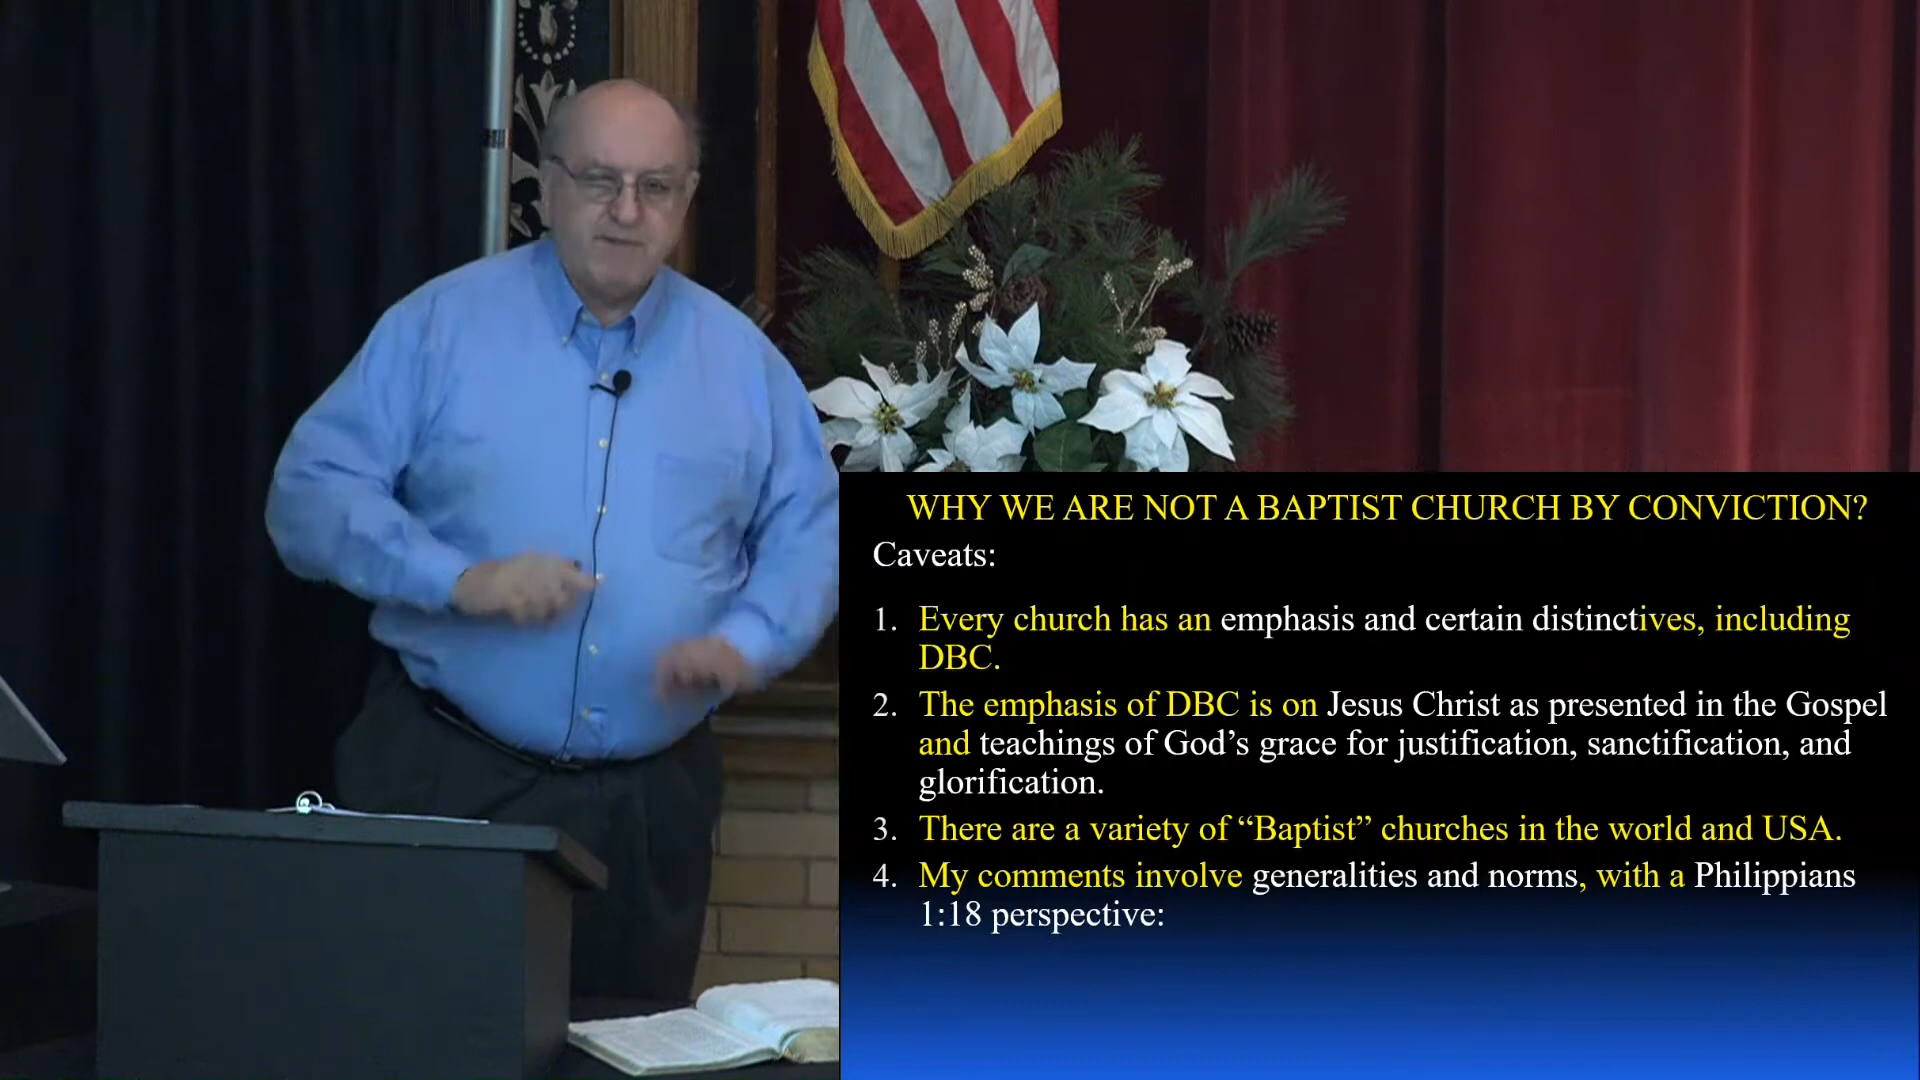 WHY WE ARE NOT A BAPTIST CHURCH BY CONVICTION?
Caveats:
1. Every church has an emphasis and certain distinctives, including
DBC.
2. The emphasis of DBC is on Jesus Christ as presented in the Gospel
and teachings of God's grace for justification, sanctification, and
glorification.
3. There are a variety of “Baptist” churches in the world and USA.
4. My comments involve generalities and norms, with a Philippians
1:18 perspective: